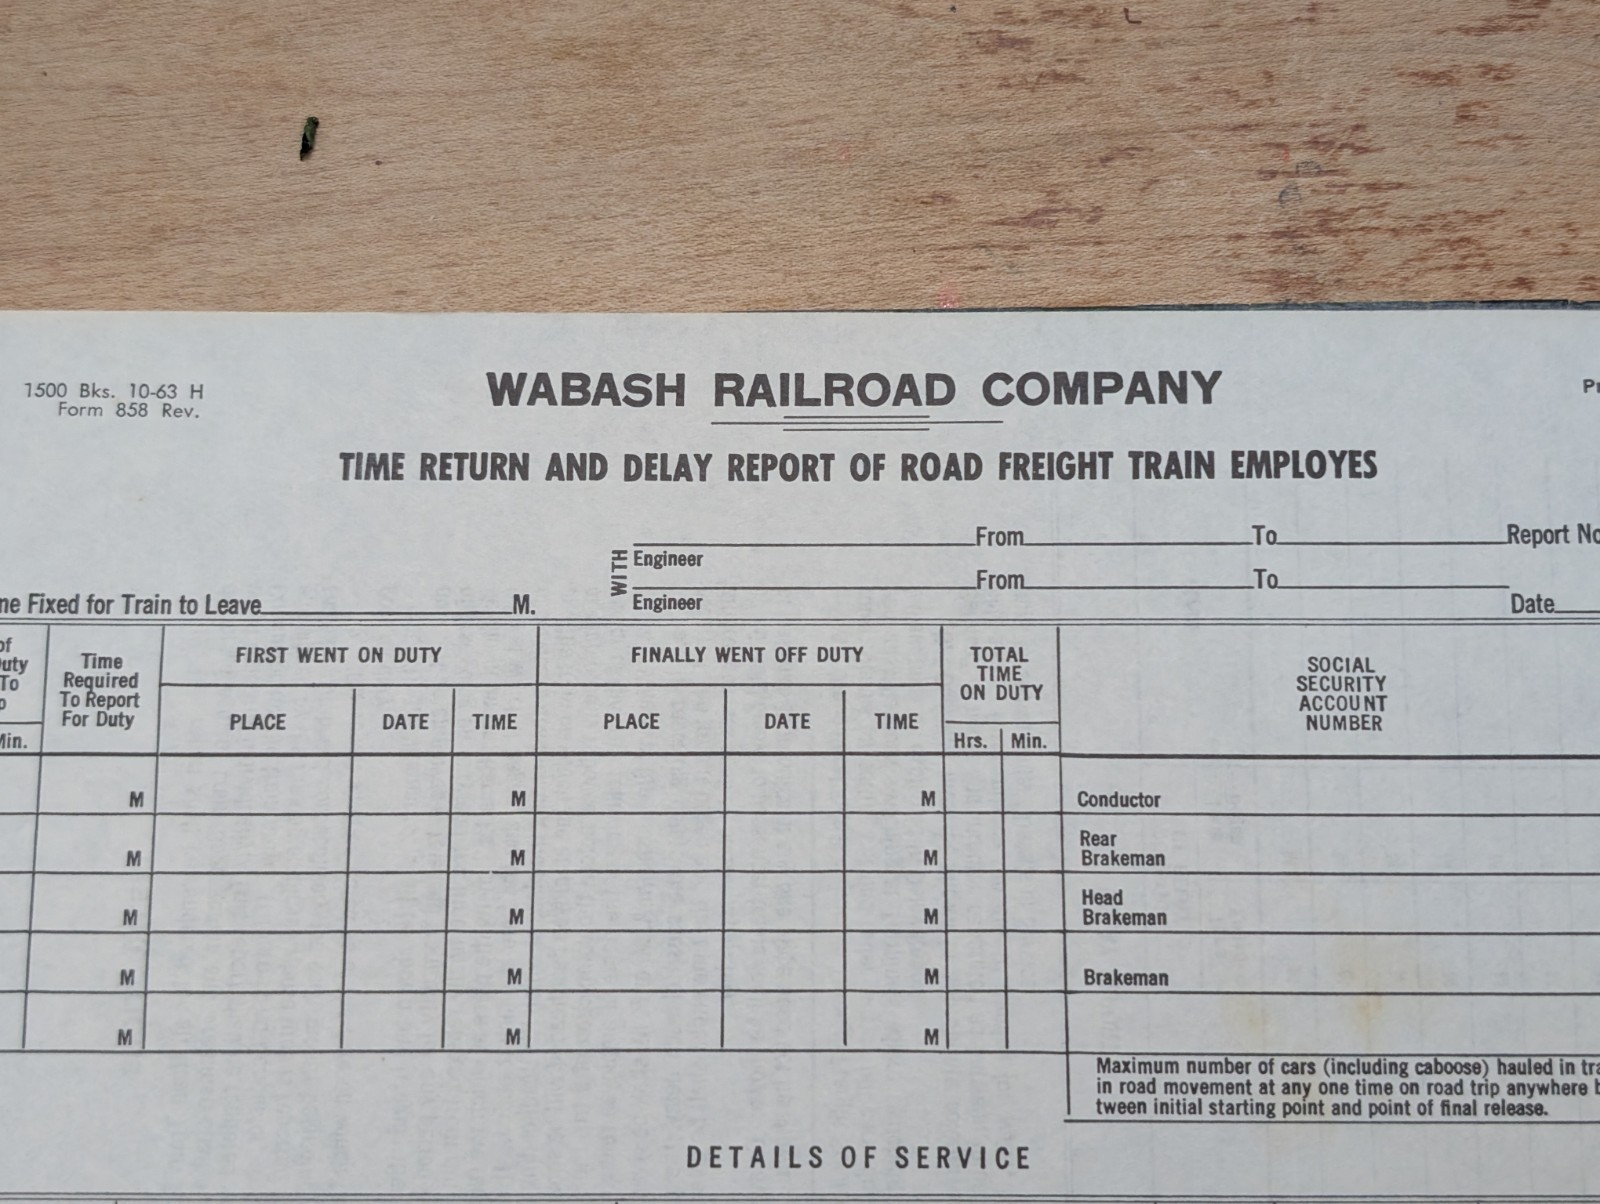 1500 Bks. 10-63 H
Form 858 Rev.
WABASH RAILROAD COMPANY
TIME RETURN AND DELAY REPORT OF ROAD FREIGHT TRAIN EMPLOYES
WITH
From To Report
Engineer
From To
Engineer
Fixed for Train to Leave M.
Date
Time
Required
To Report
For Duty
FIRST WENT ON DUTY
PLACE DATE TIME
FINALLY WENT OFF DUTY
PLACE DATE TIME
TOTAL
TIME
ON DUTY
Hrs. Min.
SOCIAL
SECURITY
ACCOUNT
NUMBER
To
Min.
M M M Conductor
M M M Rear
Brakeman
M M M Head
Brakeman
M M M Brakeman
M M M
Maximum number of cars (including caboose) hauled in
in road movement at any one time on road trip anywhere
tween initial starting point and point of final release.
DETAILS OF SERVICE